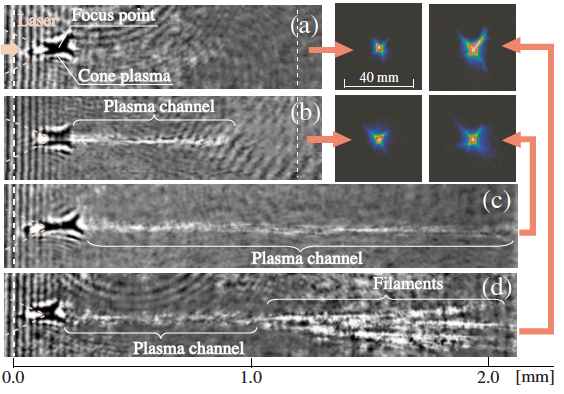 Laser
Focus point
(a)
Cone plasma
40 mm
Plasma channel
(b)
(c)
Plasma channel
Filaments
(d)
Plasma channel
0.0
1.0
2.0
[mm]